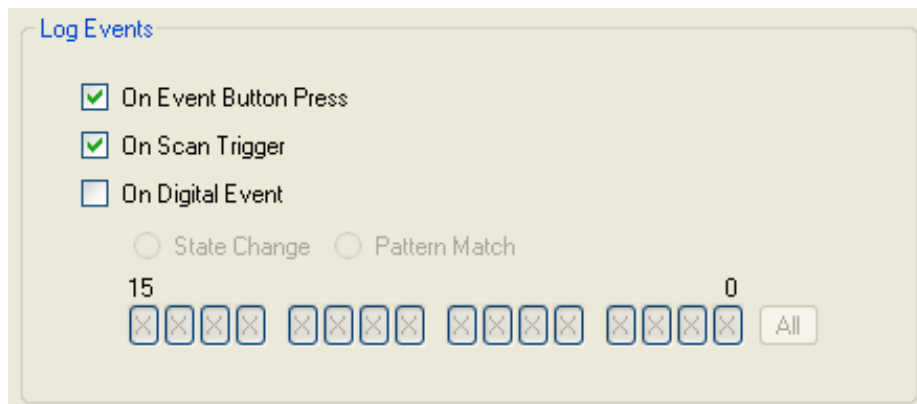 Log Events
On Event Button Press
On Scan Trigger
On Digital Event
State Change Pattern Match
15 0
X X X X X X X X X X X X X X X X All